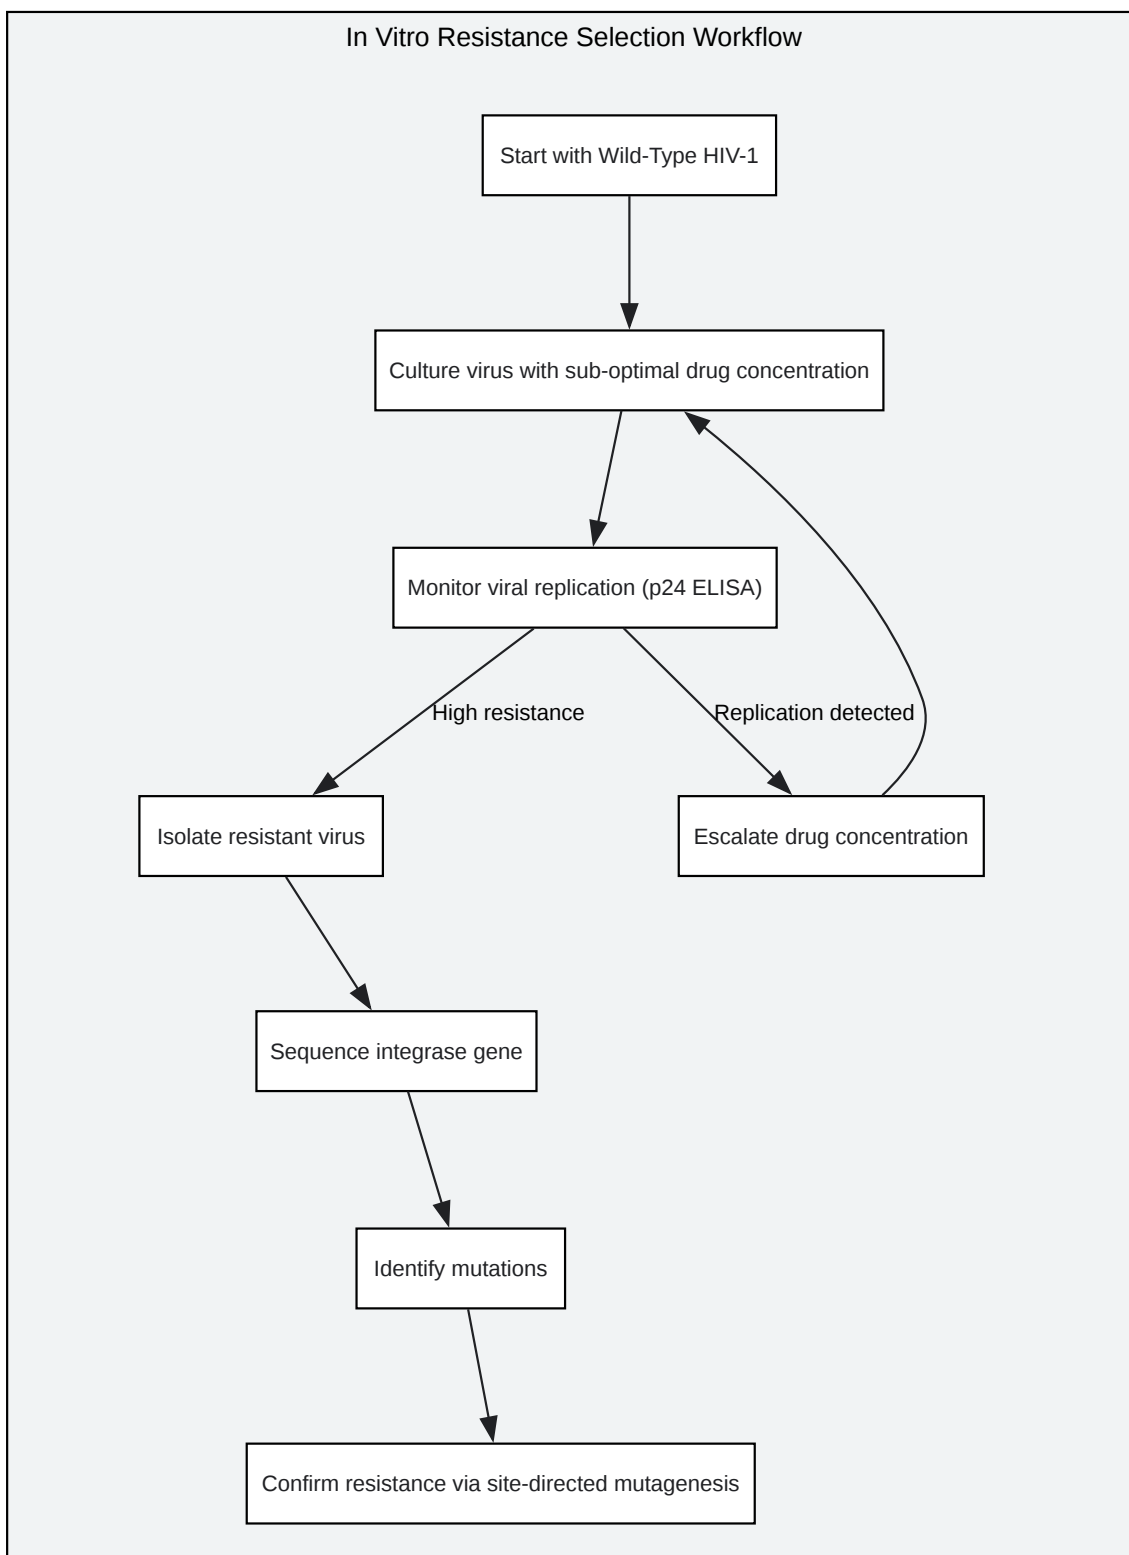 In Vitro Resistance Selection Workflow
Start with Wild-Type HIV-1
Culture virus with sub-optimal drug concentration
Monitor viral replication (p24 ELISA)
High resistance
Replication detected
Isolate resistant virus
Escalate drug concentration
Sequence integrase gene
Identify mutations
Confirm resistance via site-directed mutagenesis